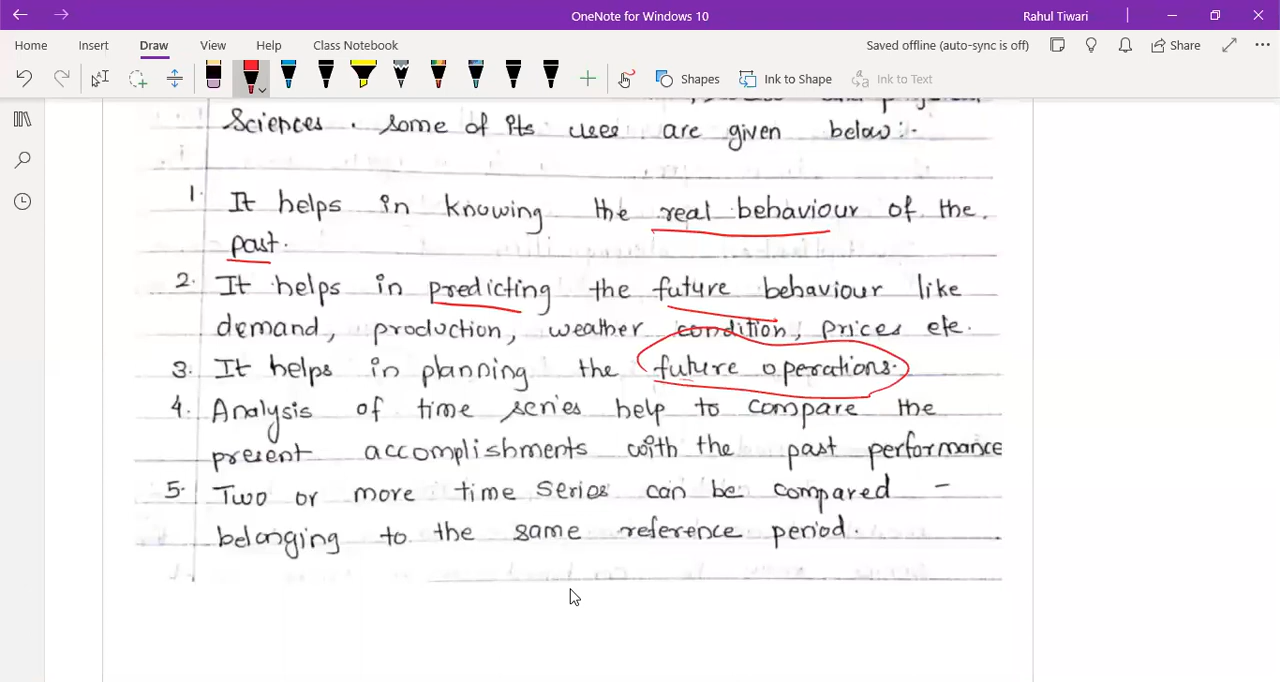 OneNote for Windows 10
Rahul Tiwari
Home Insert Draw View Help Class Notebook
Saved offline (auto-sync is off) Share
Shapes Ink to Shape Ink to Text
Sciences. some of its uses are given below:-
1. It helps in knowing the real behaviour of the.
past.
2. It helps in predicting the future behaviour like
demand, production, weather condition, prices etc.
3. It helps in planning the future operations.
4. Analysis of time series help to compare the
present accomplishments with the past performance
5. Two or more time series can be compared -
belonging to the same reference period.